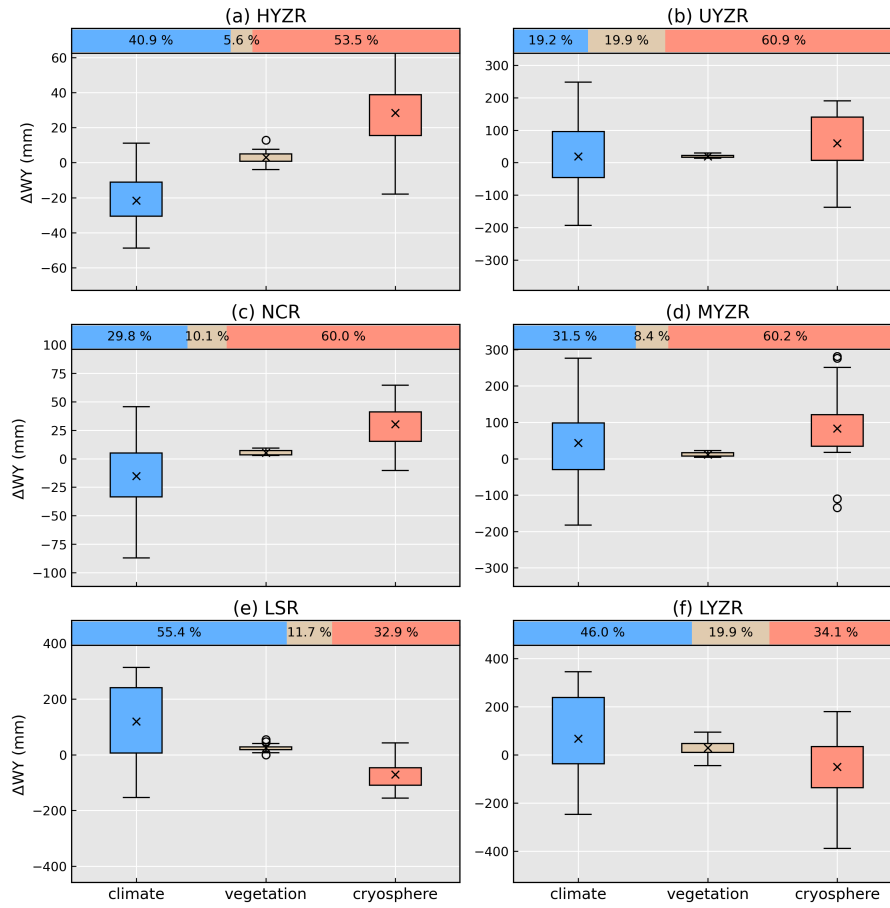 (a) HYZR
40.9 % 5.6 % 53.5 %
ΔWY (mm)
60
40
20
0
−20
−40
−60
(b) UYZR
19.2 % 19.9 % 60.9 %
300
200
100
0
−100
−200
−300
(c) NCR
29.8 % 10.1 % 60.0 %
ΔWY (mm)
100
75
50
25
0
−25
−50
−75
−100
(d) MYZR
31.5 % 8.4 % 60.2 %
300
200
100
0
−100
−200
−300
(e) LSR
55.4 % 11.7 % 32.9 %
ΔWY (mm)
400
200
0
−200
−400
climate vegetation cryosphere
(f) LYZR
46.0 % 19.9 % 34.1 %
400
200
0
−200
−400
climate vegetation cryosphere